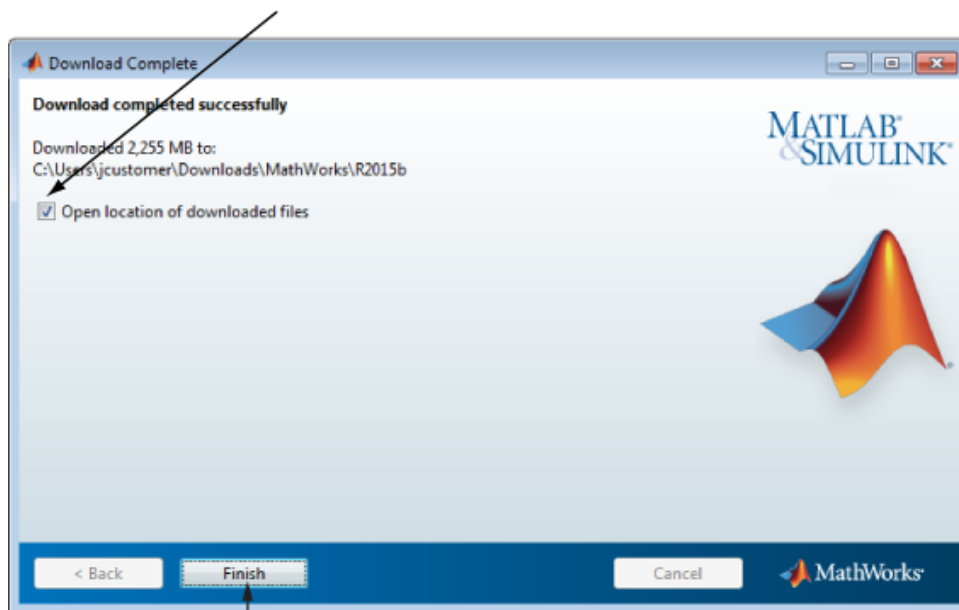 Download Complete
Download completed successfully
Downloaded 2,255 MB to:
C:\Users\jcustomer\Downloads\MathWorks\R2015b
Open location of downloaded files
MATLAB®
&SIMULINK®
< Back
Finish
Cancel
MathWorks®